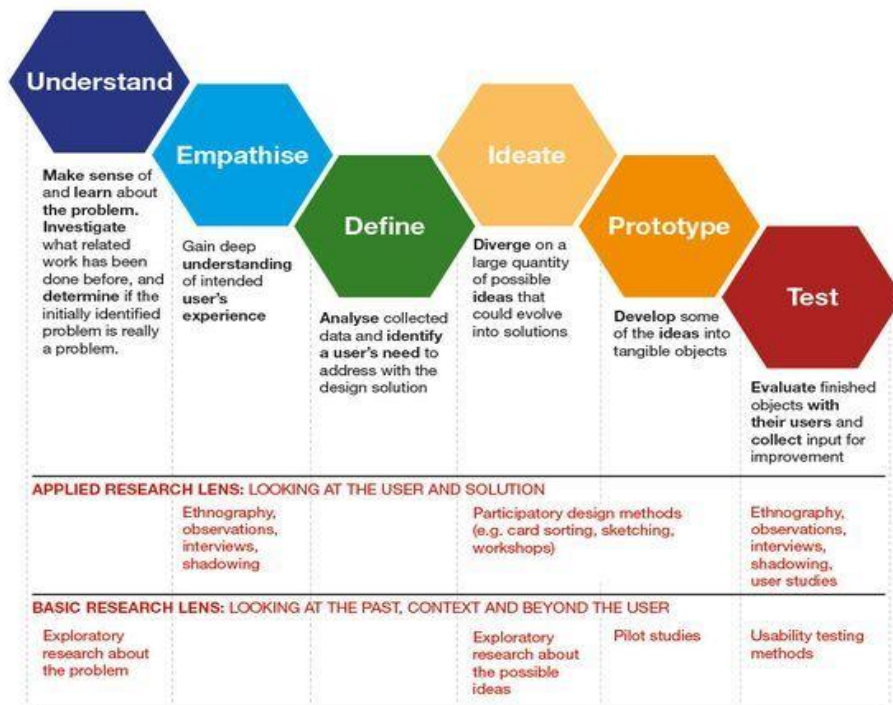 Understand
Make sense of
and learn about
the problem.
Investigate
what related
work has been
done before, and
determine if the
initially identified
problem is really
a problem.
Empathise
Gain deep
understanding
of intended
user's
experience
Define
Analyse collected
data and identify
a user's need to
address with the
design solution
Ideate
Diverge on a
large quantity
of possible
ideas that
could evolve
into solutions
Prototype
Develop some
of the ideas into
tangible objects
Test
Evaluate finished
objects with
their users and
collect input for
improvement
APPLIED RESEARCH LENS: LOOKING AT THE USER AND SOLUTION
Ethnography,
observations,
interviews,
shadowing
Participatory design methods
(e.g. card sorting, sketching,
workshops)
Ethnography,
observations,
interviews,
shadowing,
user studies
BASIC RESEARCH LENS: LOOKING AT THE PAST, CONTEXT AND BEYOND THE USER
Exploratory
research about
the problem
Exploratory
research about
the possible
ideas
Pilot studies
Usability testing
methods